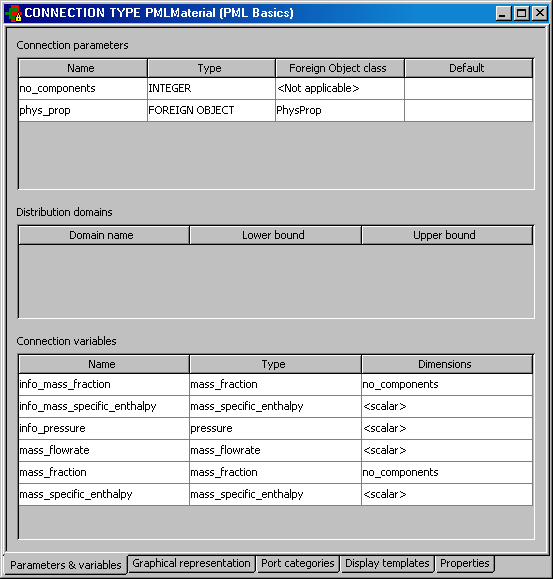 CONNECTION TYPE PMLMaterial (PML Basics)
Connection parameters
Name Type Foreign Object class Default
no_components INTEGER <Not applicable>
phys_prop FOREIGN OBJECT PhysProp
Distribution domains
Domain name Lower bound Upper bound
Connection variables
Name Type Dimensions
info_mass_fraction mass_fraction no_components
info_mass_specific_enthalpy mass_specific_enthalpy <scalar>
info_pressure pressure <scalar>
mass_flowrate mass_flowrate <scalar>
mass_fraction mass_fraction no_components
mass_specific_enthalpy mass_specific_enthalpy <scalar>
Parameters & variables Graphical representation Port categories Display templates Properties